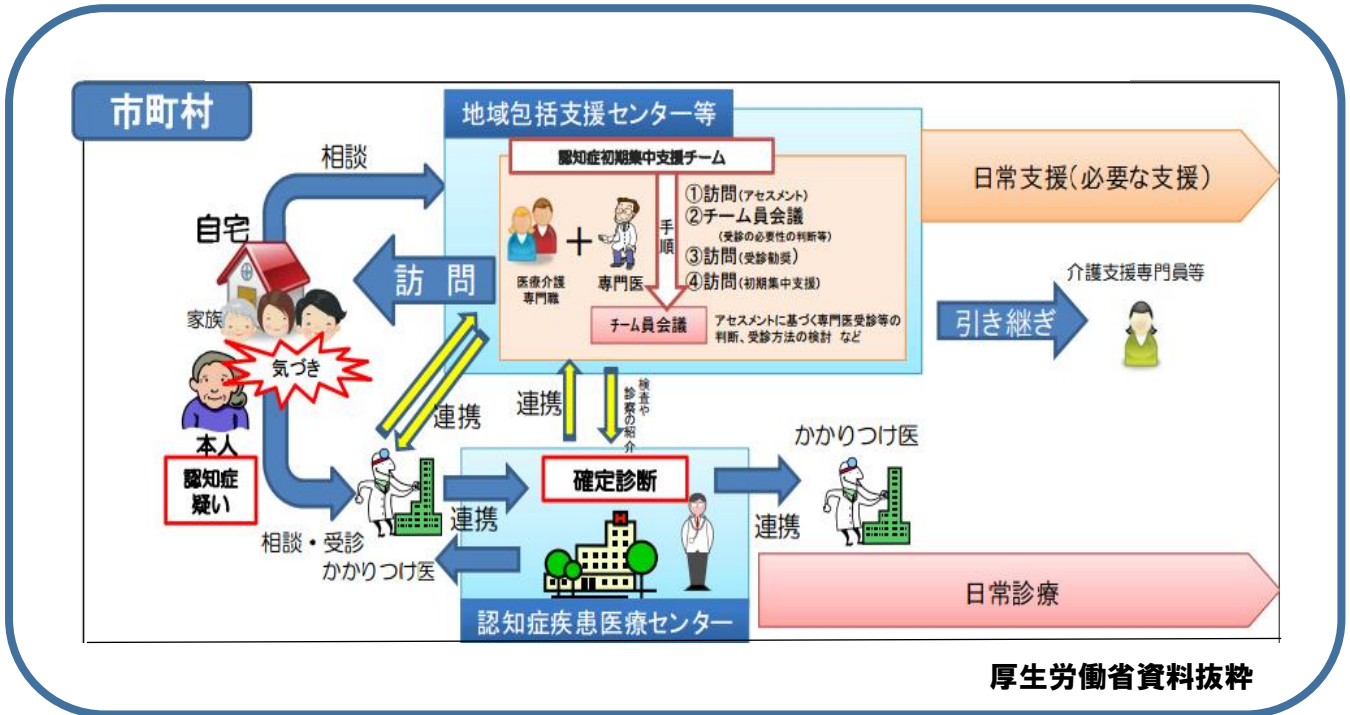 市町村
地域包括支援センター等
認知症初期集中支援チーム
相談
自宅
家族
気づき
本人
認知症
疑い
訪問
医療介護
専門職
＋
専門医
手順
①訪問(アセスメント)
②チーム員会議
(受診の必要性の判断等)
③訪問(受診勧奨)
④訪問(初期集中支援)
チーム員会議
アセスメントに基づく専門医受診等の
判断、受診方法の検討 など
日常支援(必要な支援)
介護支援専門員等
引き継ぎ
連携
連携
検査や
診察の紹介
相談・受診
かかりつけ医
連携
確定診断
H
認知症疾患医療センター
連携
かかりつけ医
日常診療
厚生労働省資料抜粋